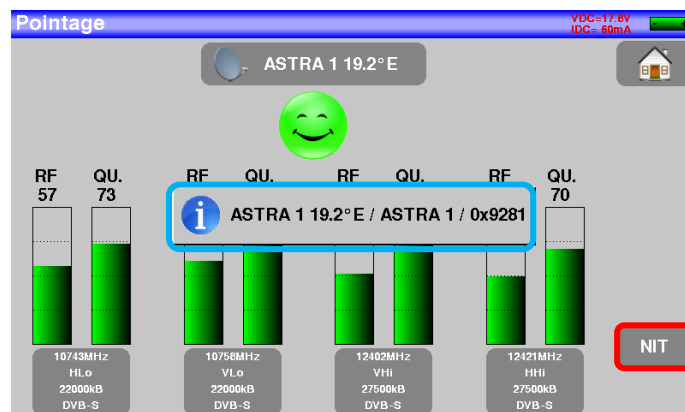 Pointage
VDC=17.8V
IDC= 60mA
ASTRA 1 19.2°E
RF QU. RF QU. RF QU. RF QU.
57 73 70
ASTRA 1 19.2°E / ASTRA 1 / 0x9281
NIT
10743MHz 10758MHz 12402MHz 12421MHz
HLo VLo VHi HHi
22000kB 22000kB 27500kB 27500kB
DVB-S DVB-S DVB-S DVB-S